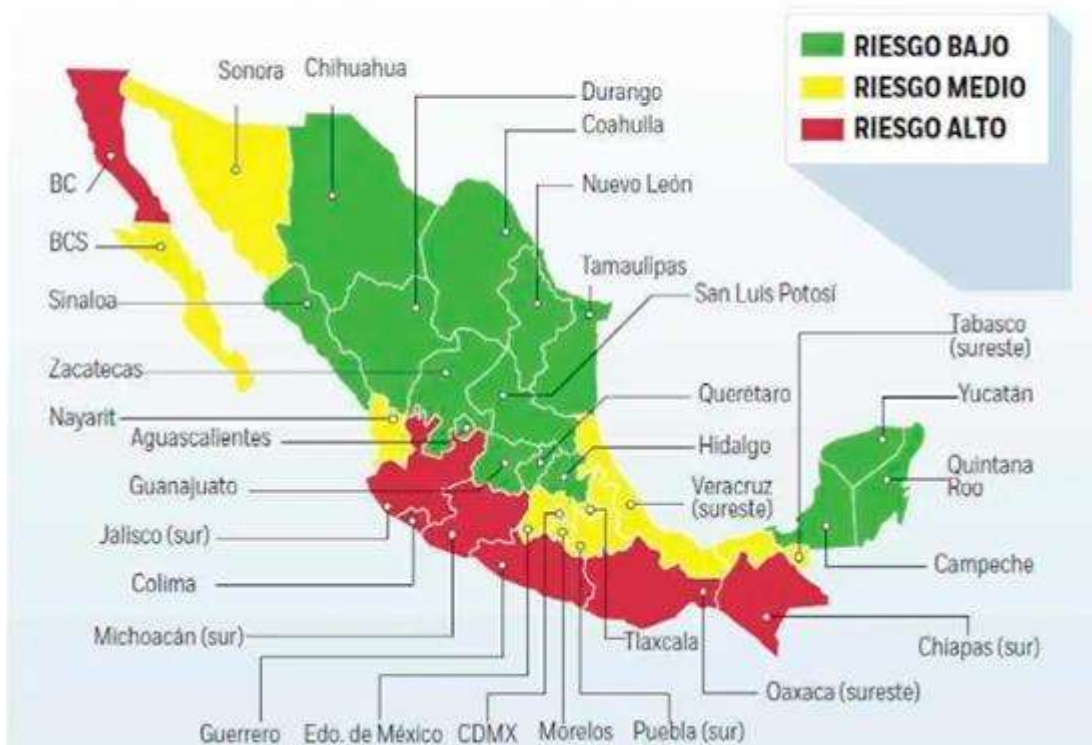 RIESGO BAJO
RIESGO MEDIO
RIESGO ALTO
Sonora
Chihuahua
Durango
Coahulla
BC
Nuevo León
BCS
Tamaulipas
Sinaloa
San Luis Potosí
Tabasco
(sureste)
Zacatecas
Querétaro
Yucatán
Nayarit
Aguascalientes
Hidalgo
Guanajuato
Veracruz
(sureste)
Quintana
Roo
Jalisco (sur)
Colima
Campeche
Michoacán (sur)
Tlaxcala
Chiapas (sur)
Oaxaca (sureste)
Guerrero
Edo. de México
CDMX
Morelos
Puebla (sur)